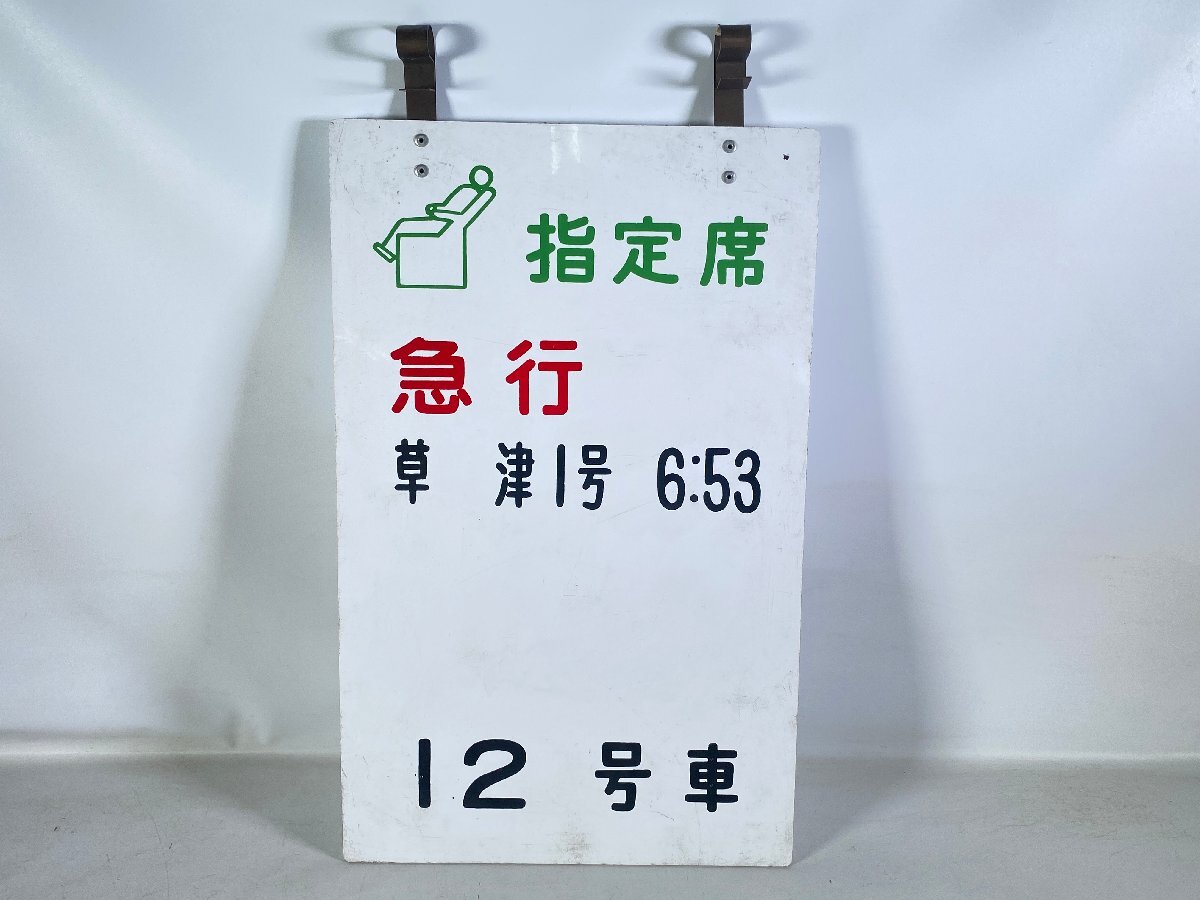 指定席
急行
草 津1号 6:53
12 号車